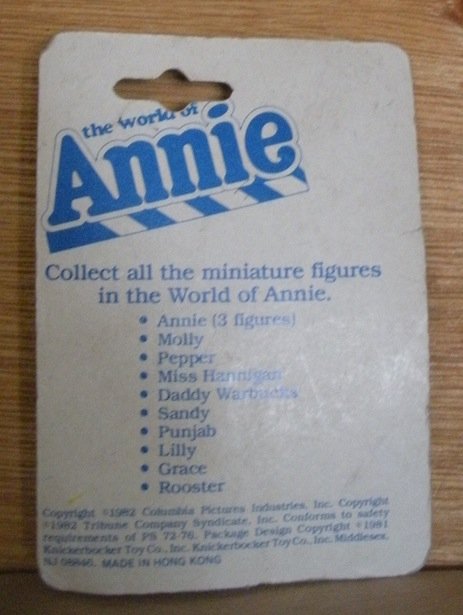 the world of
Annie
Collect all the miniature figures
in the World of Annie.
• Annie (3 figures)
• Molly
• Pepper
• Miss Hannigan
• Daddy Warbucks
• Sandy
• Punjab
• Lilly
• Grace
• Rooster
Copyright ©1982 Columbia Pictures Industries, Inc. Copyright
©1982 Tribune Company Syndicate, Inc. Conforms to safety
requirements of PS 72-76. Package Design Copyright ©1981
Knickerbocker Toy Co., Inc. Knickerbocker Toy Co., Inc. Middlesex,
NJ 08846. MADE IN HONG KONG